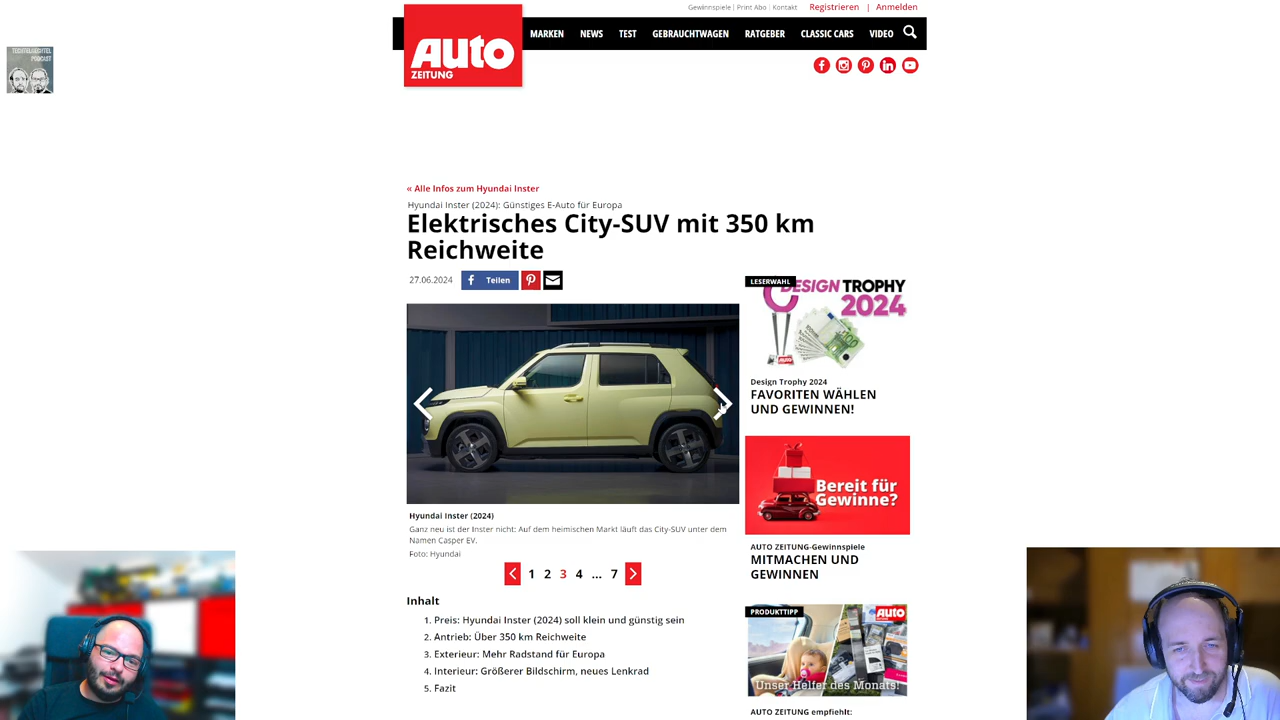 Gewinnspiele | Print Abo | Kontakt Registrieren | Anmelden
Auto
ZEITUNG
MARKEN NEWS TEST GEBRAUCHTWAGEN RATGEBER CLASSIC CARS VIDEO
TECHTELMECHTEL
PODCAST
« Alle Infos zum Hyundai Inster
Hyundai Inster (2024): Günstiges E-Auto für Europa
Elektrisches City-SUV mit 350 km
Reichweite
27.06.2024 Teilen
Hyundai Inster (2024)
Ganz neu ist der Inster nicht: Auf dem heimischen Markt läuft das City-SUV unter dem
Namen Casper EV.
Foto: Hyundai
1 2 3 4 ... 7
Inhalt
1. Preis: Hyundai Inster (2024) soll klein und günstig sein
2. Antrieb: Über 350 km Reichweite
3. Exterieur: Mehr Radstand für Europa
4. Interieur: Größerer Bildschirm, neues Lenkrad
5. Fazit
LESERWAHL
DESIGN TROPHY
2024
Design Trophy 2024
FAVORITEN WÄHLEN
UND GEWINNEN!
Bereit für
Gewinne?
AUTO ZEITUNG-Gewinnspiele
MITMACHEN UND
GEWINNEN
PRODUKTTIPP
Auto
Unser Helfer des Monats!
AUTO ZEITUNG empfiehlt: